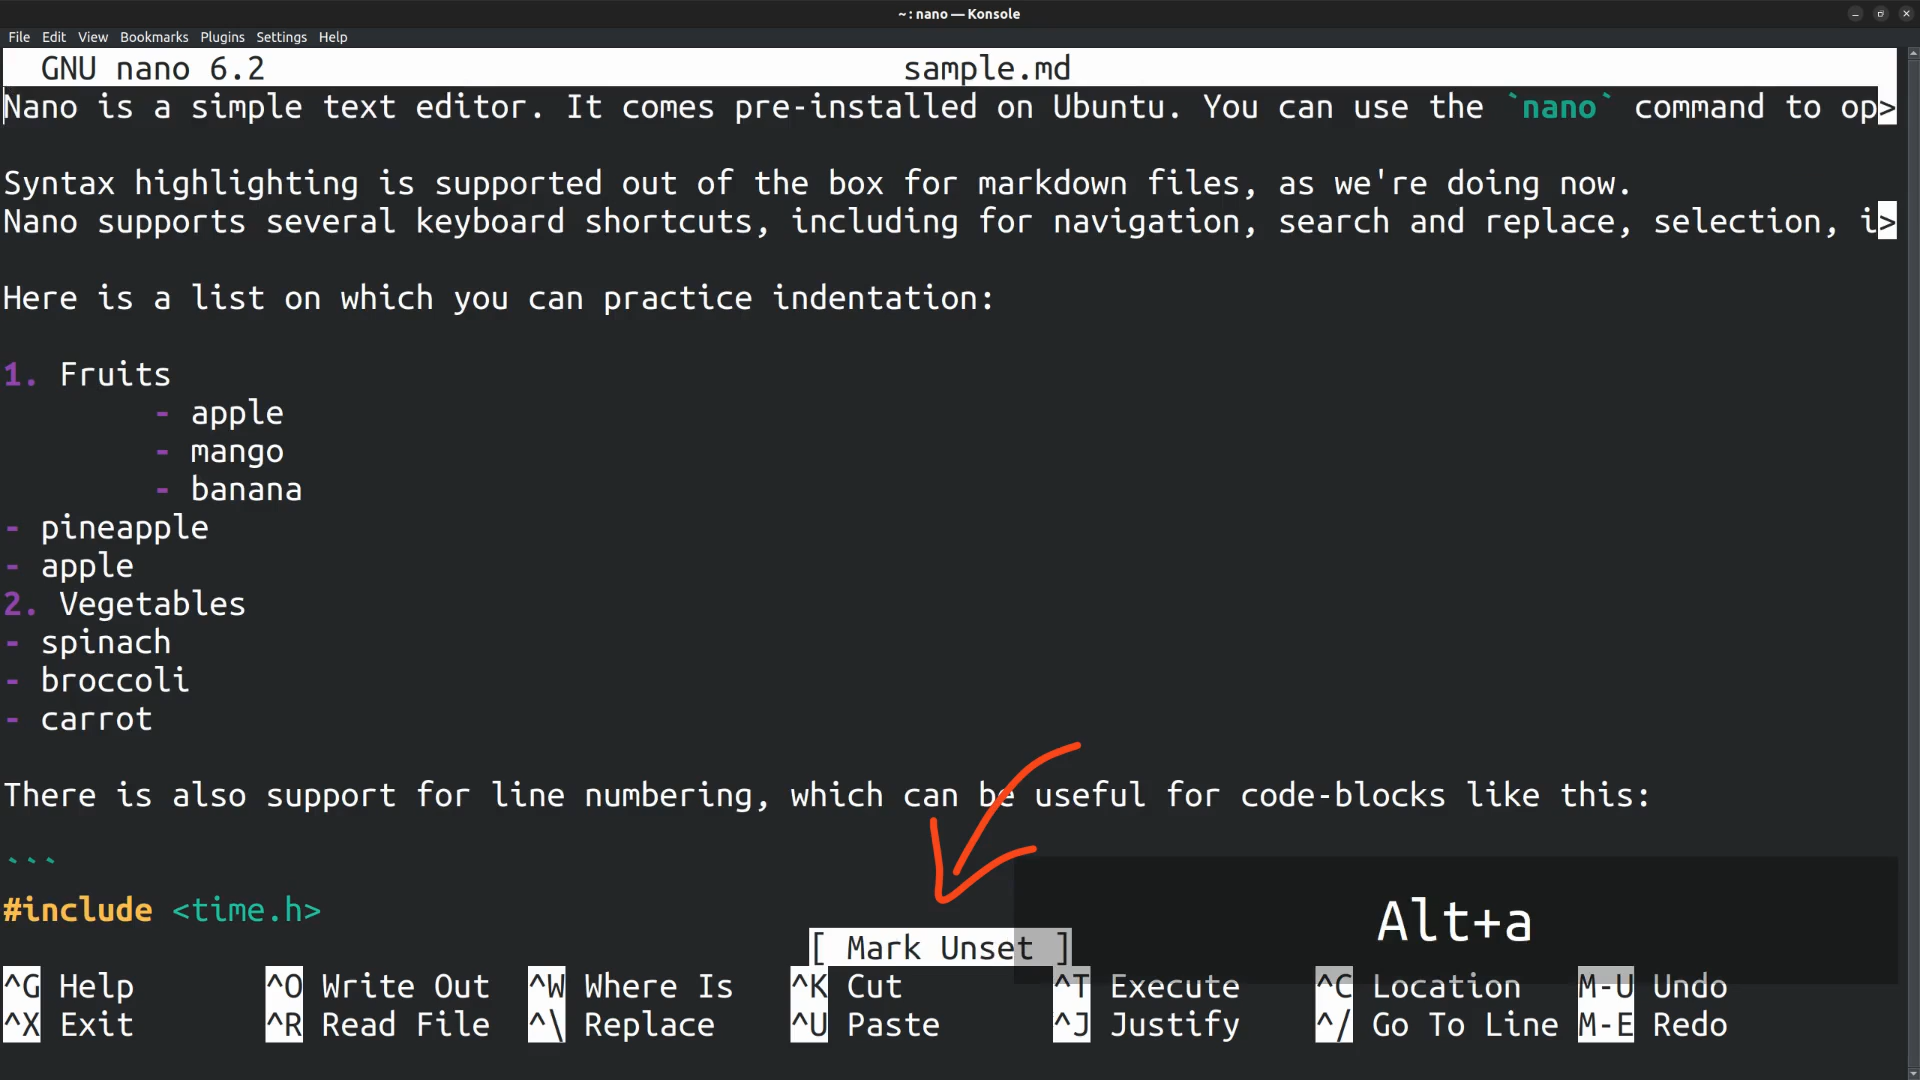 ~ : nano — Konsole
File Edit View Bookmarks Plugins Settings Help
GNU nano 6.2 sample.md
Nano is a simple text editor. It comes pre-installed on Ubuntu. You can use the `nano` command to op>
Syntax highlighting is supported out of the box for markdown files, as we're doing now.
Nano supports several keyboard shortcuts, including for navigation, search and replace, selection, i>
Here is a list on which you can practice indentation:
1. Fruits
- apple
- mango
- banana
- pineapple
- apple
2. Vegetables
- spinach
- broccoli
- carrot
There is also support for line numbering, which can be useful for code-blocks like this:
```
#include <time.h>
Alt+a
[ Mark Unset ]
^G Help ^O Write Out ^W Where Is ^K Cut ^T Execute ^C Location M-U Undo
^X Exit ^R Read File ^\ Replace ^U Paste ^J Justify ^/ Go To Line M-E Redo